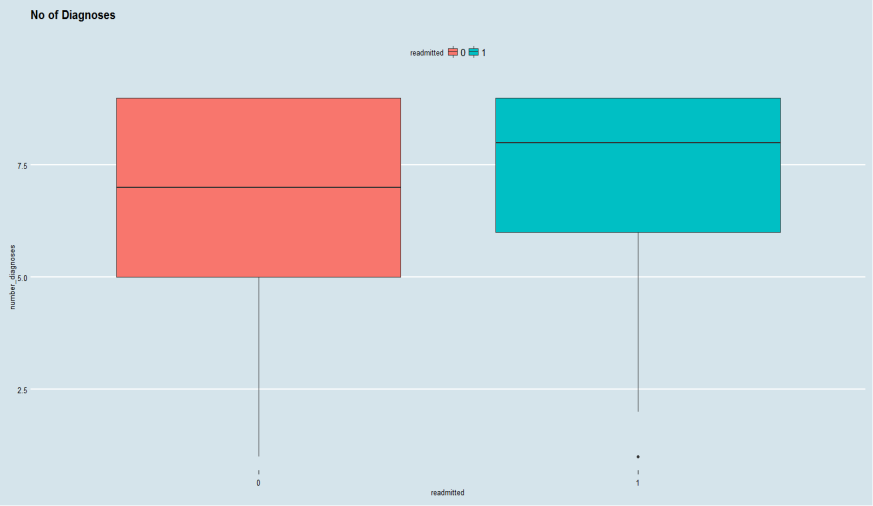 No of Diagnoses
readmitted 0 1
7.5
5.0
2.5
number_diagnoses
0 1
readmitted